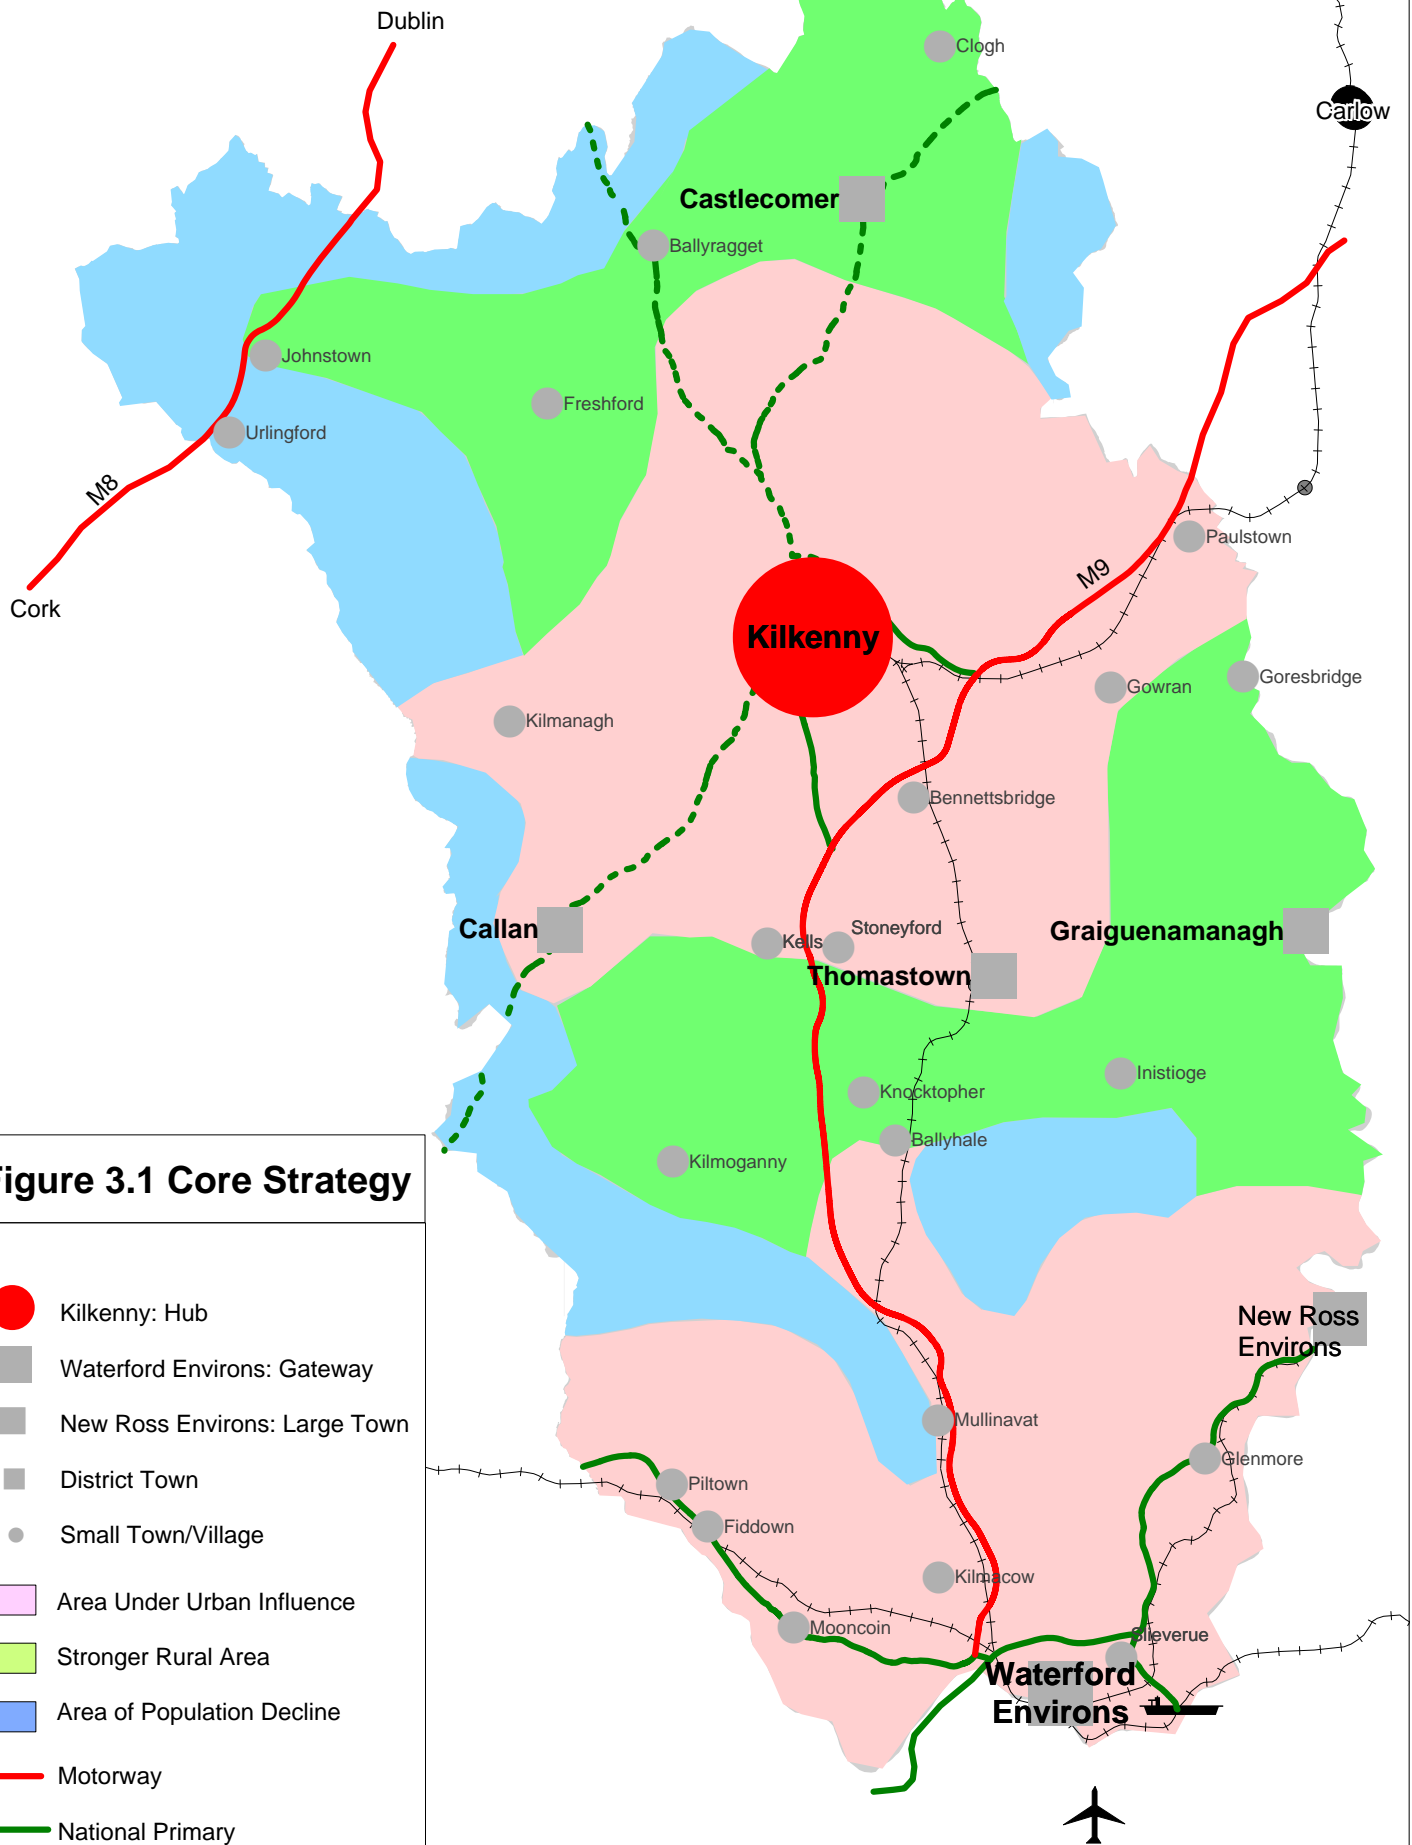 Dublin
Clogh
Carlow
Castlecomer
Ballyragget
Johnstown
Freshford
Urlingford
M8
Paulstown
M9
Cork
Kilkenny
Goresbridge
Gowran
Kilmanagh
Bennettsbridge
Callan
Kells
Stoneyford
Graiguenamanagh
Thomastown
Inistioge
Knocktopher
Ballyhale
Kilmoganny
Figure 3.1 Core Strategy
Kilkenny: Hub
New Ross
Environs
Waterford Environs: Gateway
New Ross Environs: Large Town
Mullinavat
Glenmore
District Town
Piltown
Fiddown
Small Town/Village
Kilmacow
Area Under Urban Influence
Mooncoin
Slieverue
Stronger Rural Area
Waterford
Environs
Area of Population Decline
Motorway
National Primary